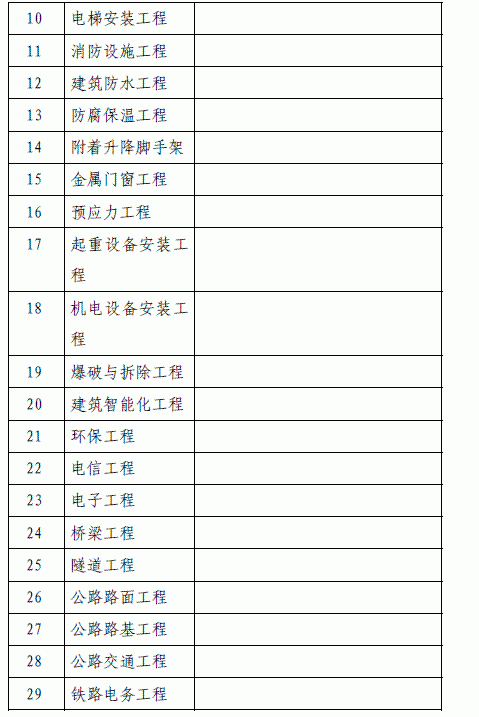 10 电梯安装工程
11 消防设施工程
12 建筑防水工程
13 防腐保温工程
14 附着升降脚手架
15 金属门窗工程
16 预应力工程
17 起重设备安装工
程
18 机电设备安装工
程
19 爆破与拆除工程
20 建筑智能化工程
21 环保工程
22 电信工程
23 电子工程
24 桥梁工程
25 隧道工程
26 公路路面工程
27 公路路基工程
28 公路交通工程
29 铁路电务工程